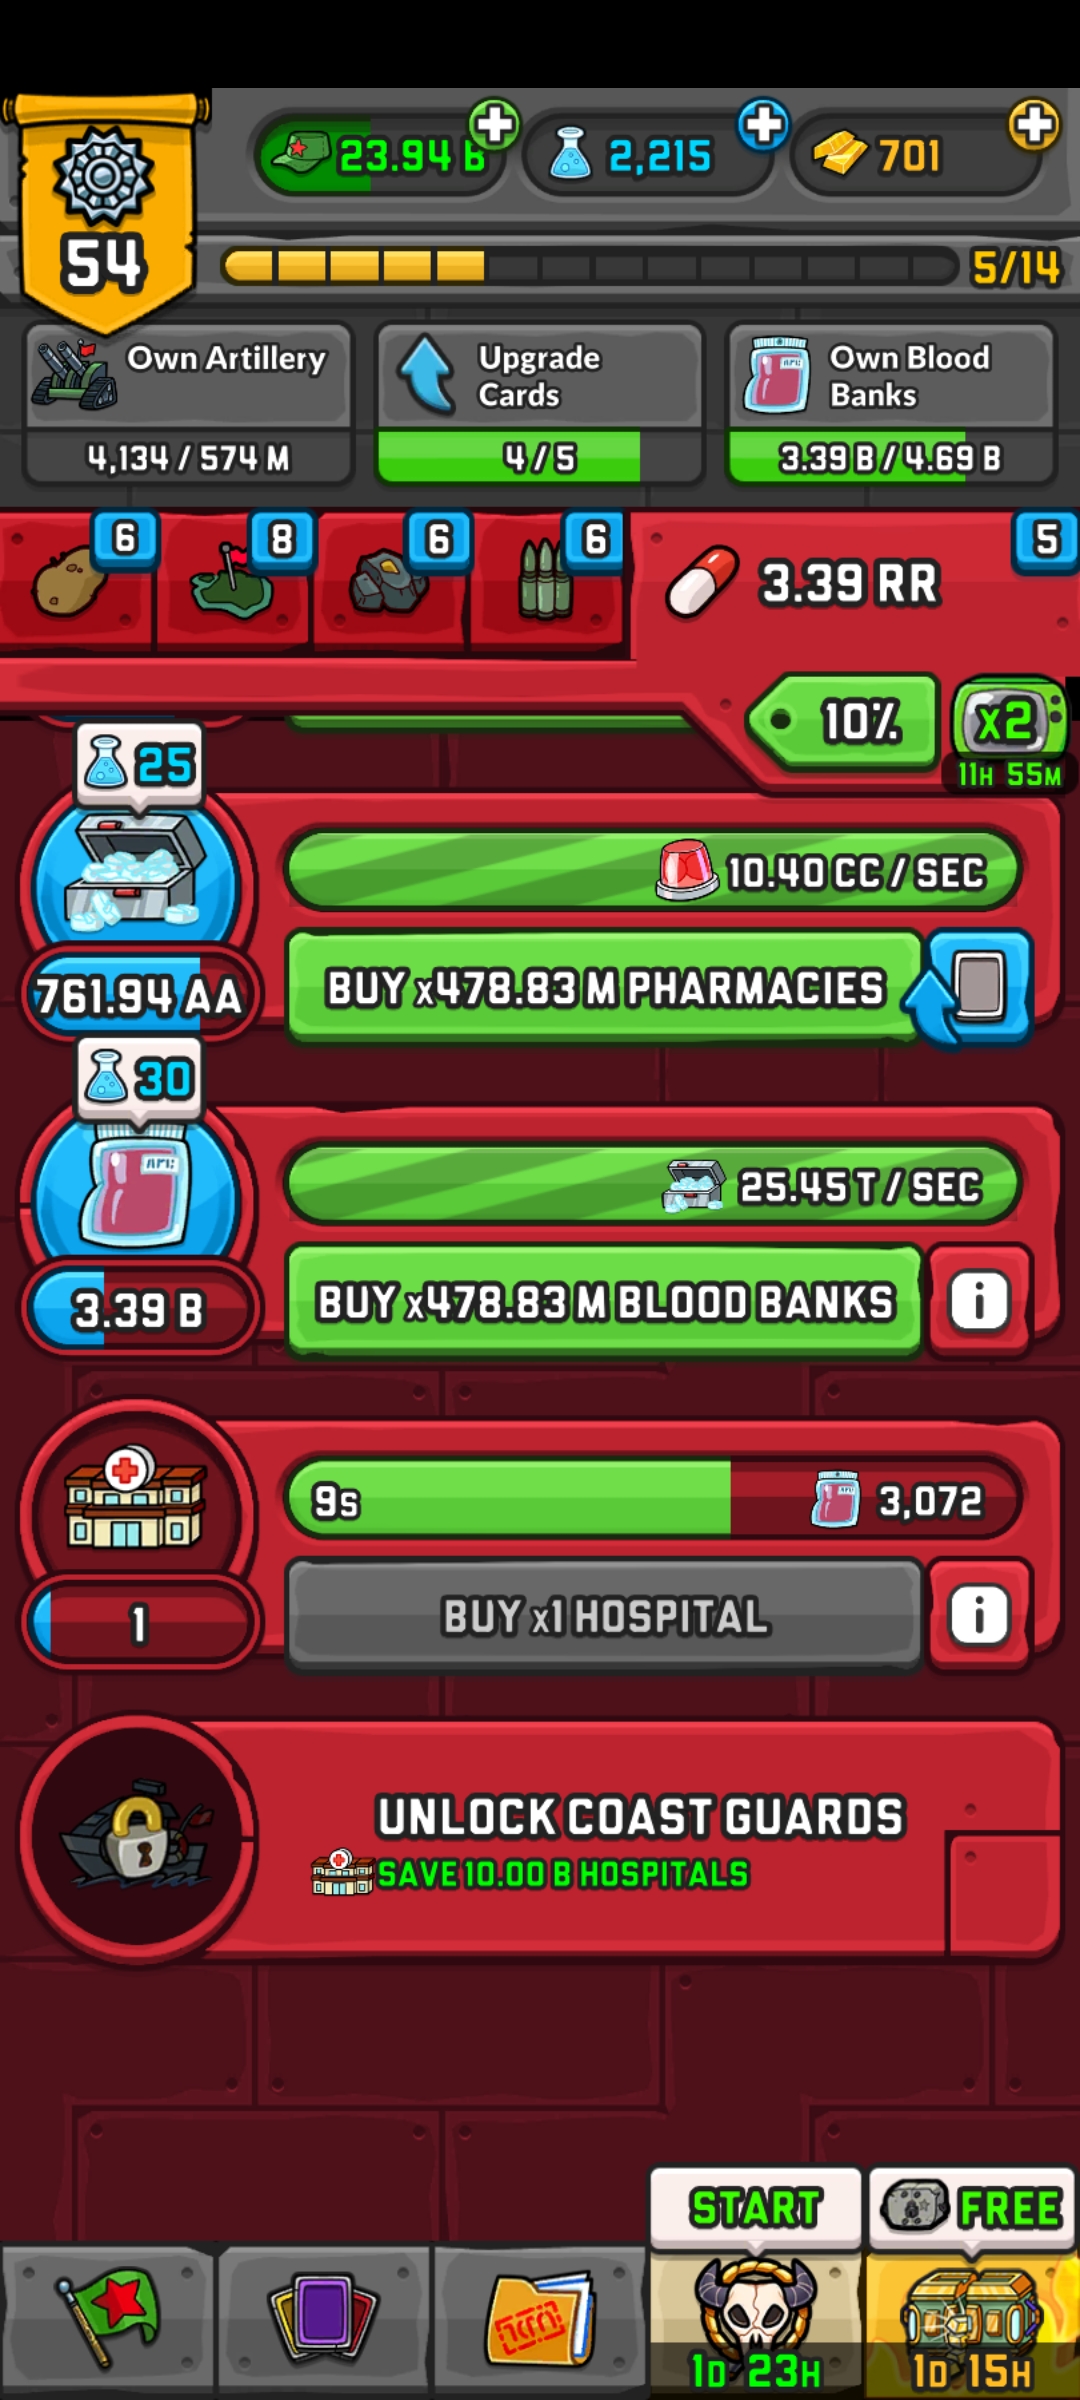 54
23.94 B
2,215
701
5/14
Own Artillery
4,134 / 574 M
Upgrade
Cards
4 / 5
Own Blood
Banks
3.39 B / 4.69 B
6
8
6
6
3.39 RR
5
10%
x2
11H 55M
25
10.40 CC / SEC
761.94 AA
BUY x478.83 M PHARMACIES
30
25.45 T / SEC
3.39 B
BUY x478.83 M BLOOD BANKS
i
9s
3,072
1
BUY x1 HOSPITAL
i
UNLOCK COAST GUARDS
SAVE 10.00 B HOSPITALS
START
FREE
1D 23H
1D 15H